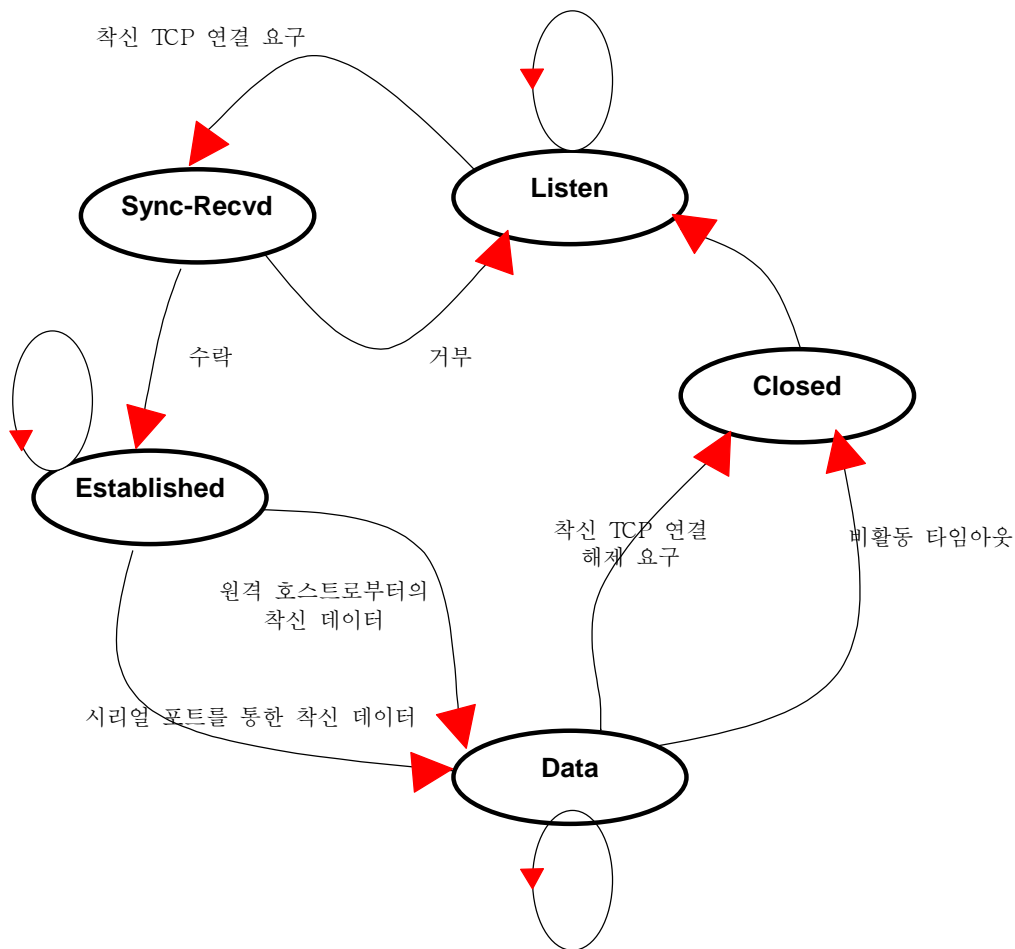 착신 TCP 연결 요구
Listen
Sync-Recvd
수락
거부
Closed
Established
착신 TCP 연결
해제 요구
비활동 타임아웃
원격 호스트로부터의
착신 데이터
시리얼 포트를 통한 착신 데이터
Data